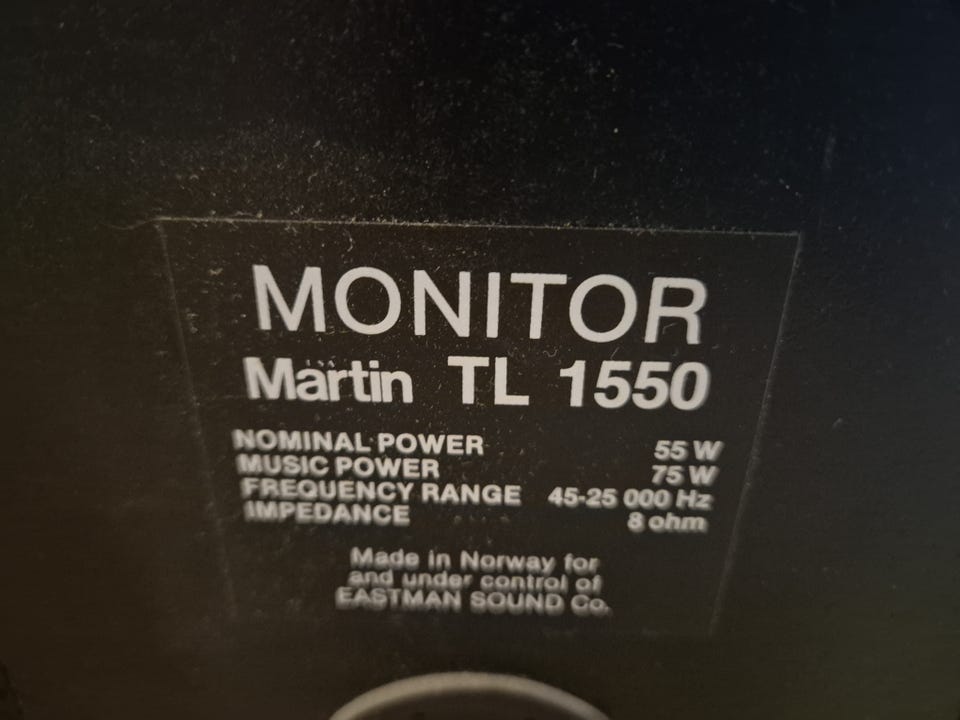 MONITOR
Martin TL 1550
NOMINAL POWER 55 W
MUSIC POWER 75 W
FREQUENCY RANGE 45-25 000 Hz
IMPEDANCE 8 ohm
Made in Norway for
and under control of
EASTMAN SOUND Co.